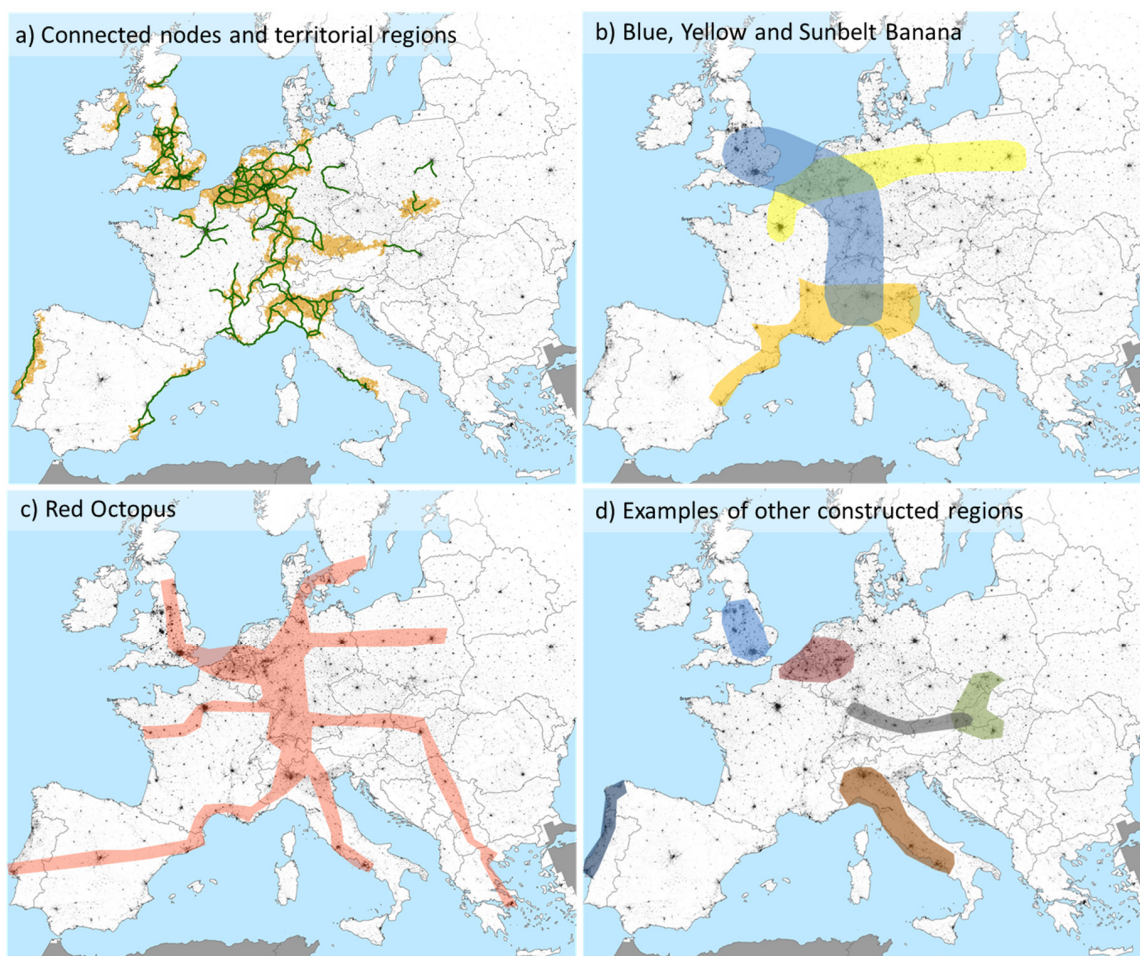 a) Connected nodes and territorial regions
b) Blue, Yellow and Sunbelt Banana
c) Red Octopus
d) Examples of other constructed regions